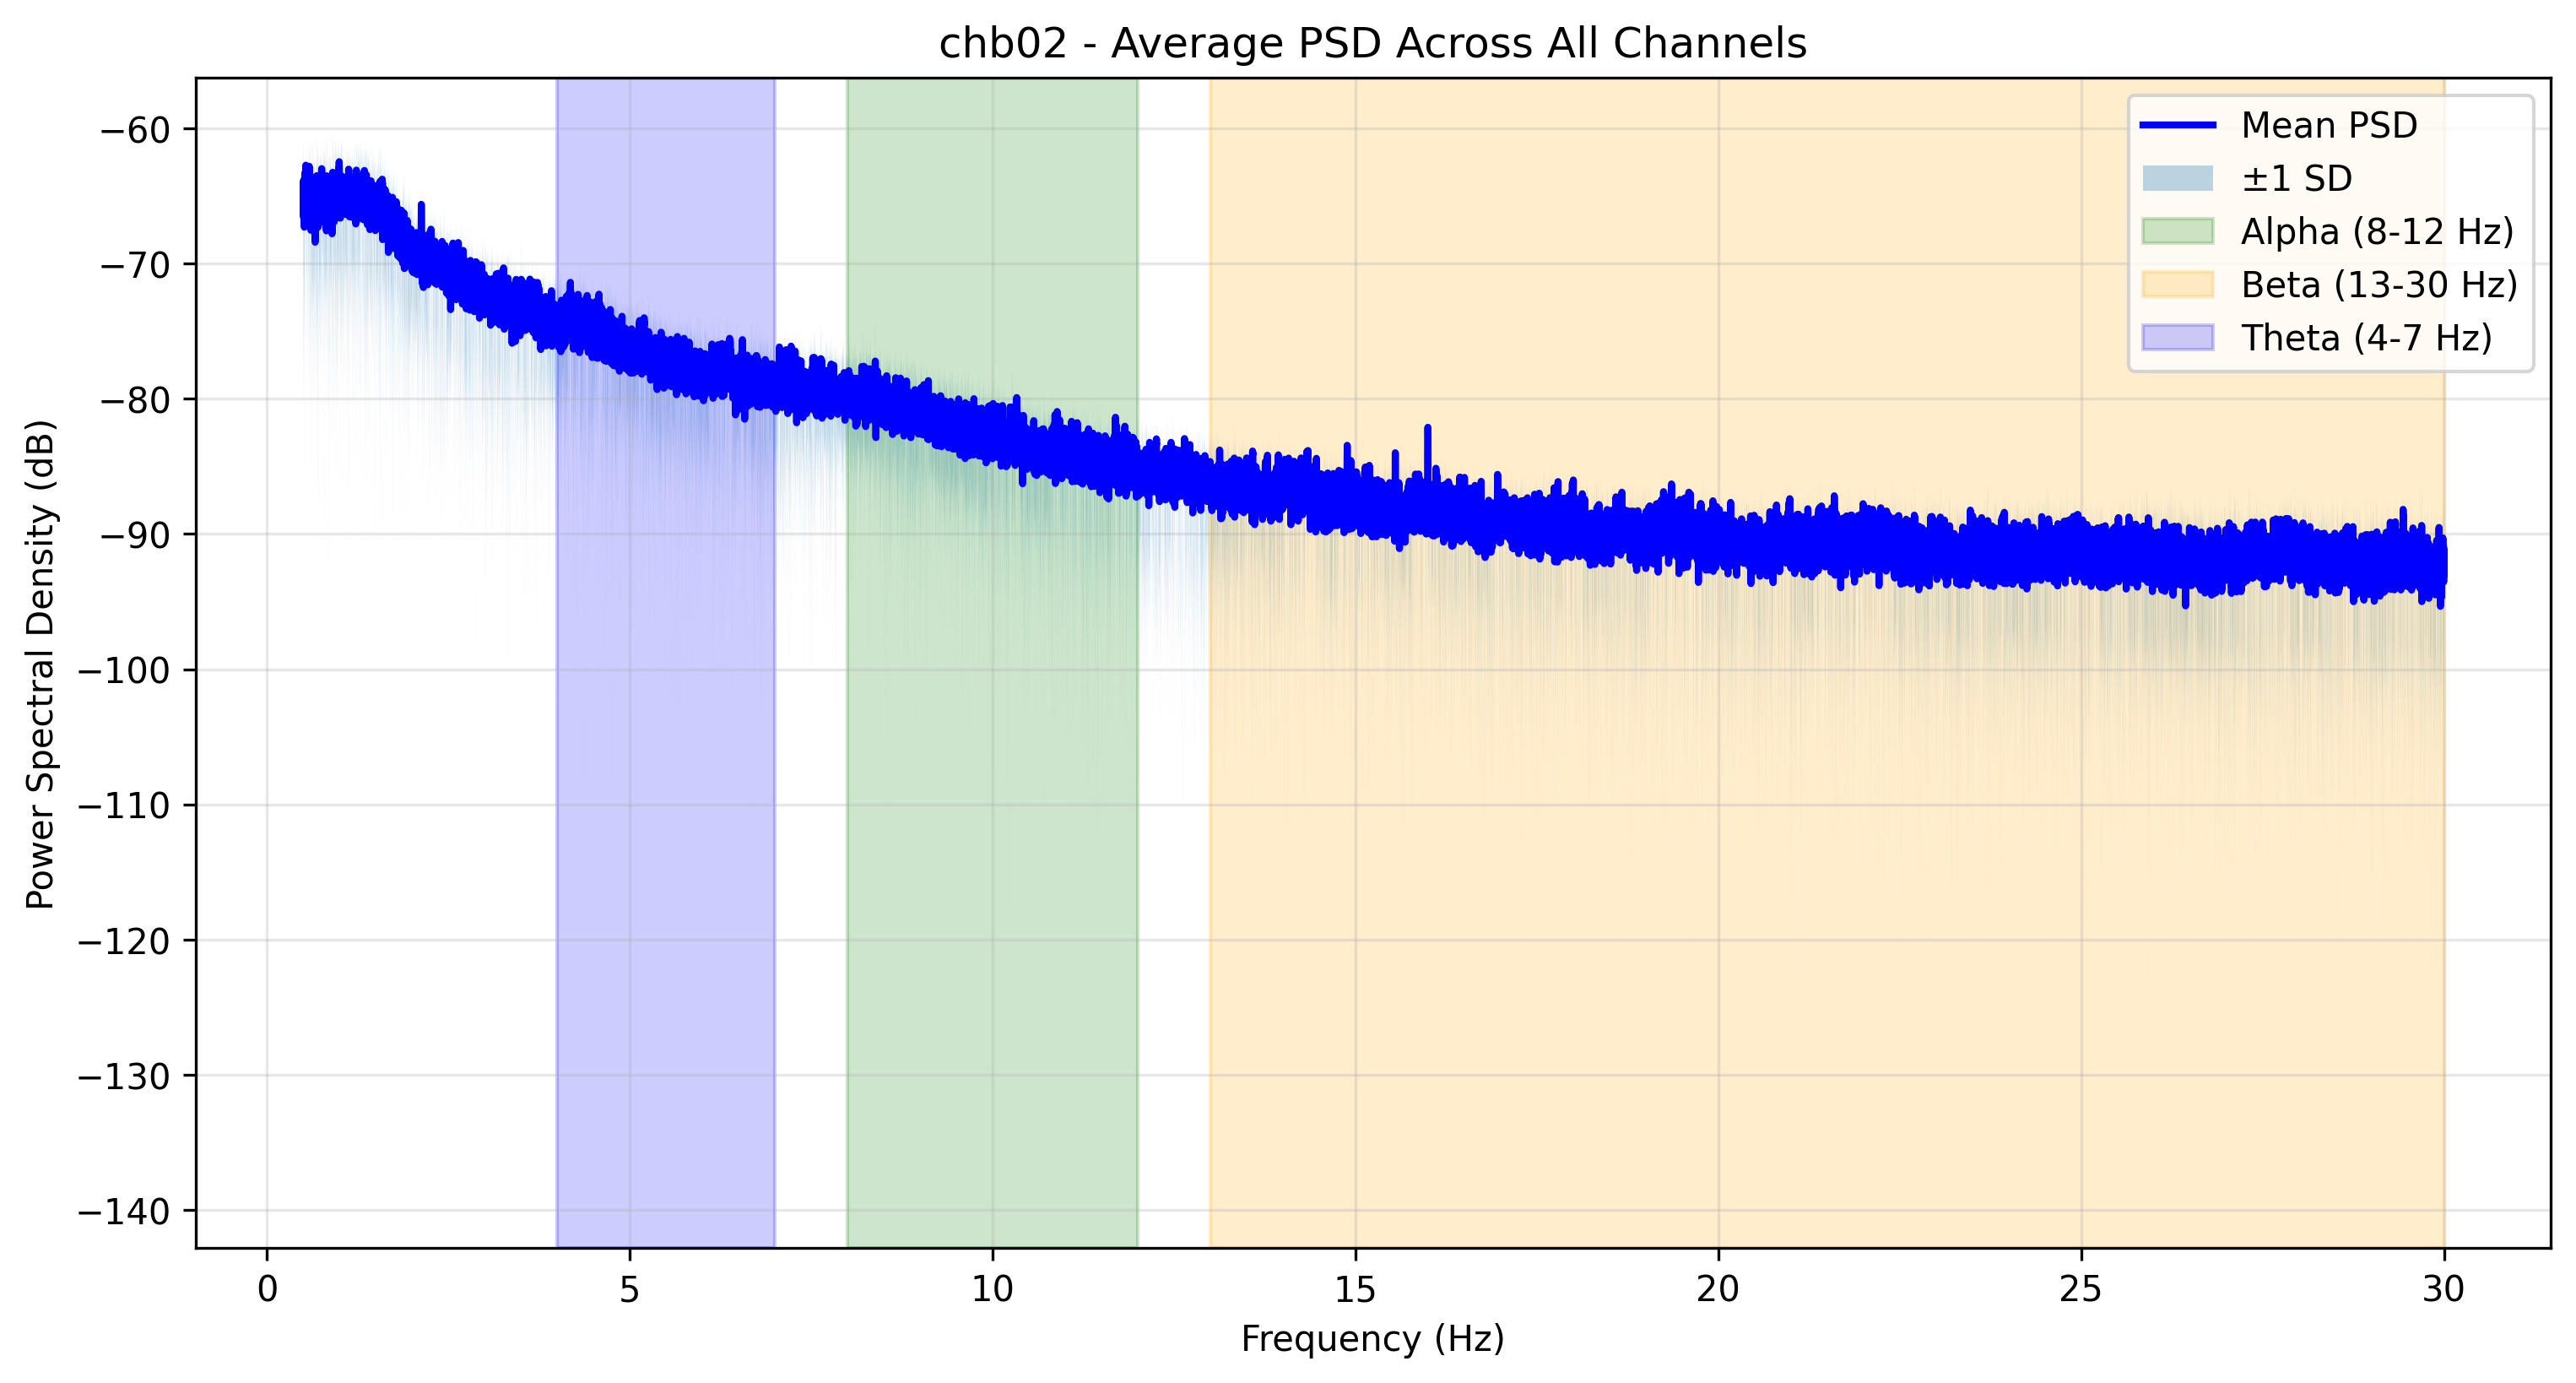 chb02 - Average PSD Across All Channels
Power Spectral Density (dB)
−60
−70
−80
−90
−100
−110
−120
−130
−140
Mean PSD
±1 SD
Alpha (8-12 Hz)
Beta (13-30 Hz)
Theta (4-7 Hz)
0 5 10 15 20 25 30
Frequency (Hz)